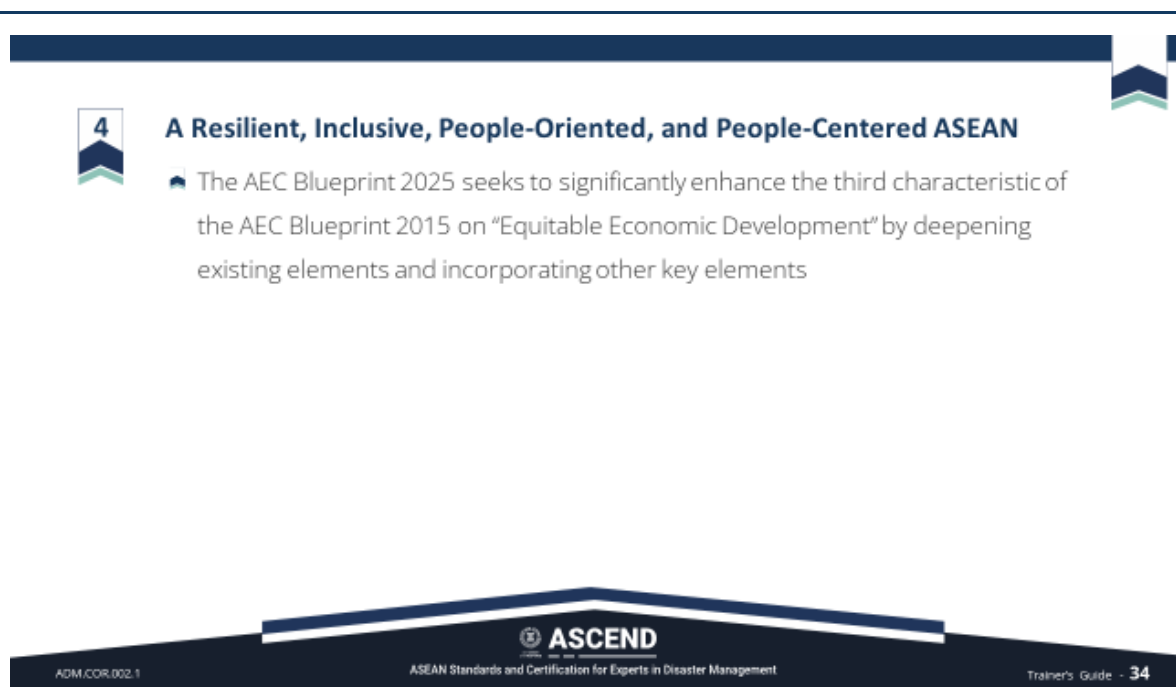 4
A Resilient, Inclusive, People-Oriented, and People-Centered ASEAN
The AEC Blueprint 2025 seeks to significantly enhance the third characteristic of
the AEC Blueprint 2015 on “Equitable Economic Development” by deepening
existing elements and incorporating other key elements
ASCEND
ASEAN Standards and Certification for Experts in Disaster Management
ADM.COR.002.1
Trainer's Guide - 34